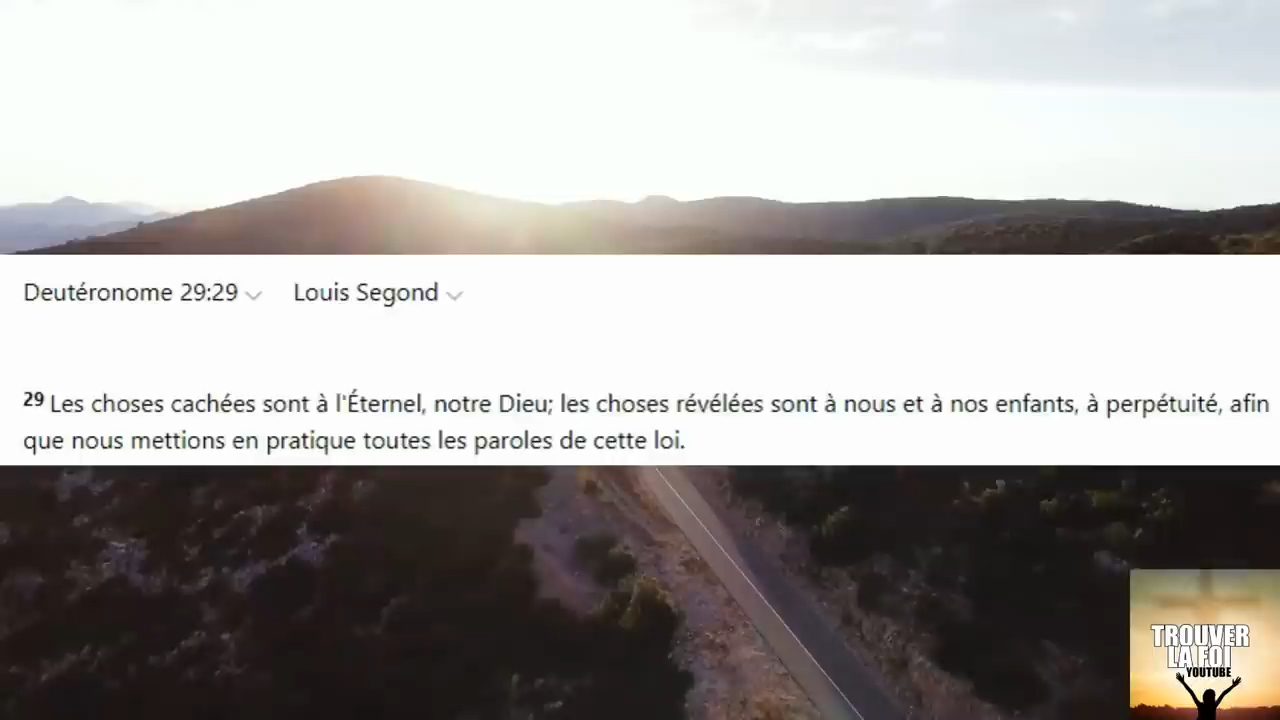 Deutéronome 29:29 Louis Segond
29 Les choses cachées sont à l'Éternel, notre Dieu; les choses révélées sont à nous et à nos enfants, à perpétuité, afin
que nous mettions en pratique toutes les paroles de cette loi.
TROUVER
LA FOI
YOUTUBE